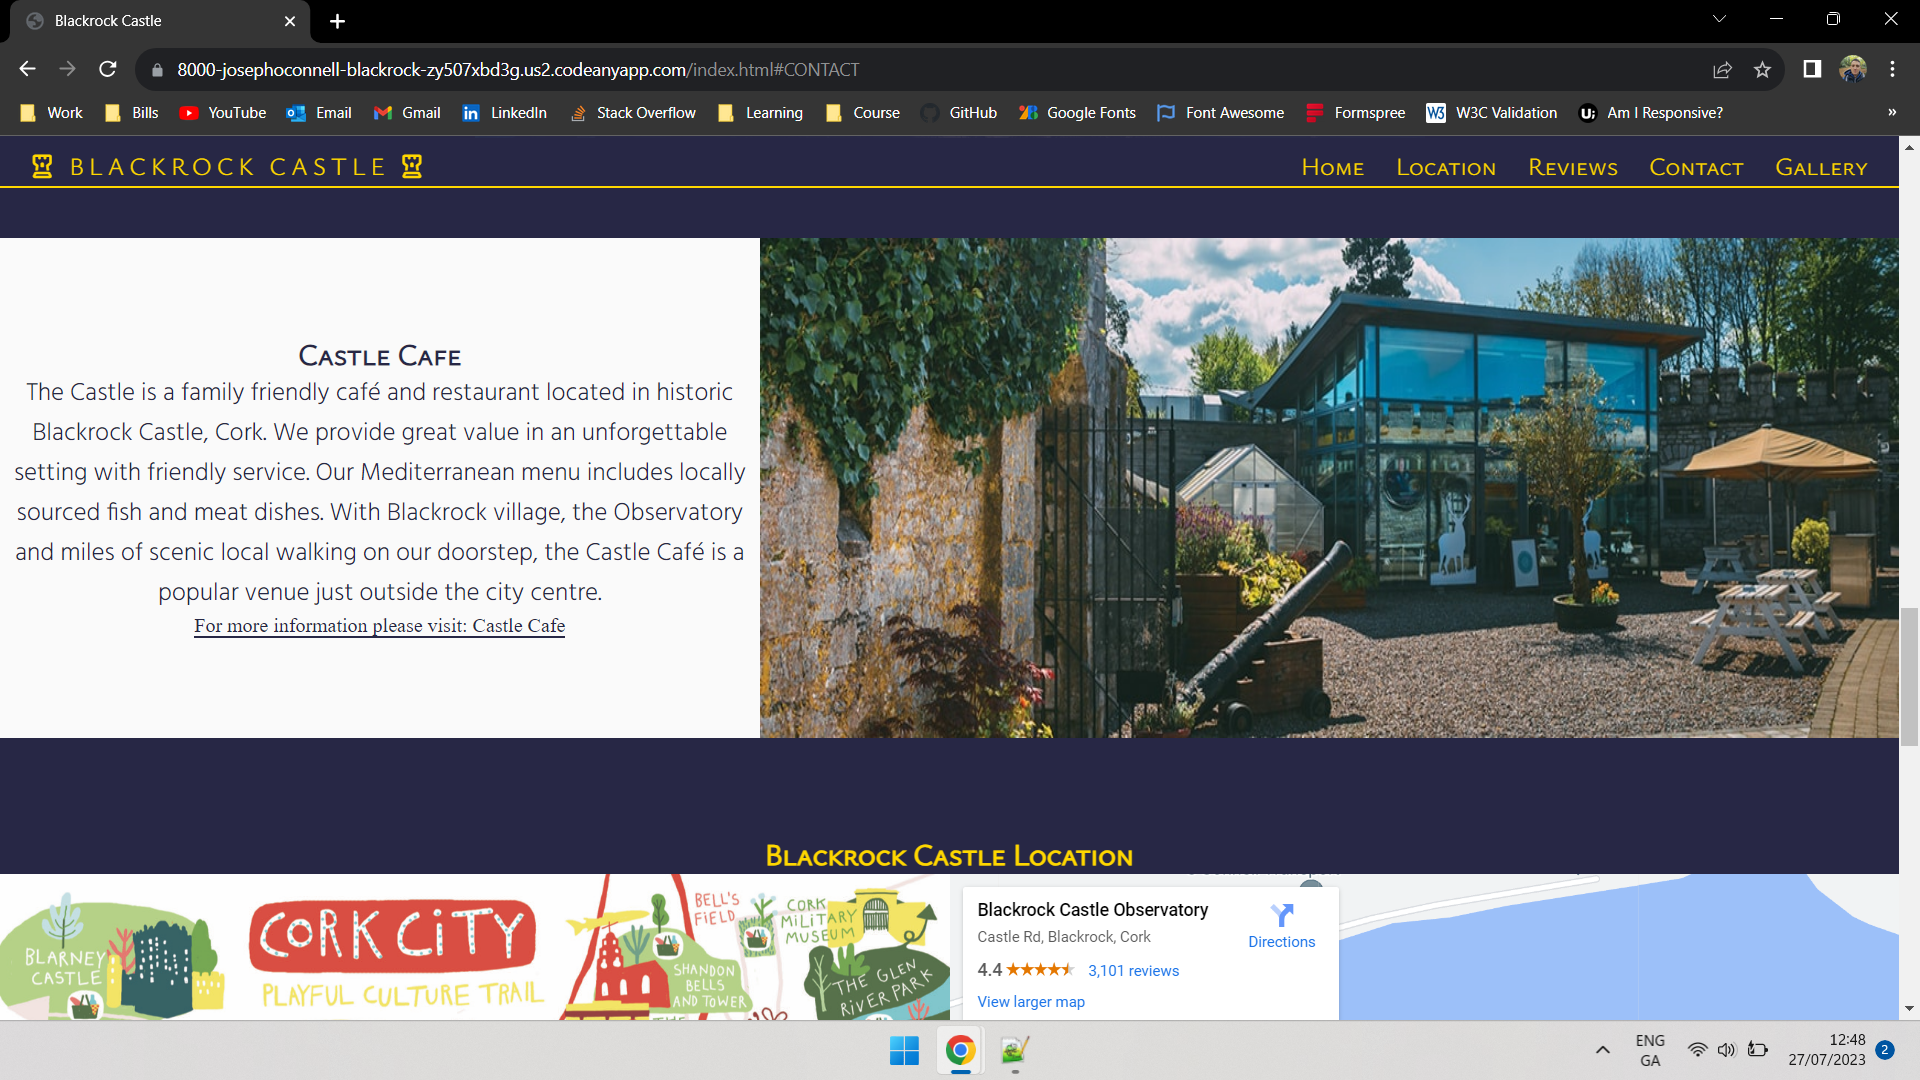 Blackrock Castle
8000-josephoconnell-blackrock-zy507xbd3g.us2.codeanyapp.com/index.html#CONTACT
Work Bills YouTube Email Gmail LinkedIn Stack Overflow Learning Course GitHub Google Fonts Font Awesome Formspree W3C Validation Am I Responsive? »
BLACKROCK CASTLE Home Location Reviews Contact Gallery
Castle Cafe
The Castle is a family friendly café and restaurant located in historic
Blackrock Castle, Cork. We provide great value in an unforgettable
setting with friendly service. Our Mediterranean menu includes locally
sourced fish and meat dishes. With Blackrock village, the Observatory
and miles of scenic local walking on our doorstep, the Castle Café is a
popular venue just outside the city centre.
For more information please visit: Castle Cafe
Blackrock Castle Location
BLARNEY
CASTLE
CORK CITY
PLAYFUL CULTURE TRAIL
BELL'S
FIELD
SHANDON
BELLS
AND TOWER
CORK
MILITARY
MUSEUM
THE GLEN
RIVER PARK
Blackrock Castle Observatory
Castle Rd, Blackrock, Cork
Directions
4.4 3,101 reviews
View larger map
ENG
GA
12:48
27/07/2023
2